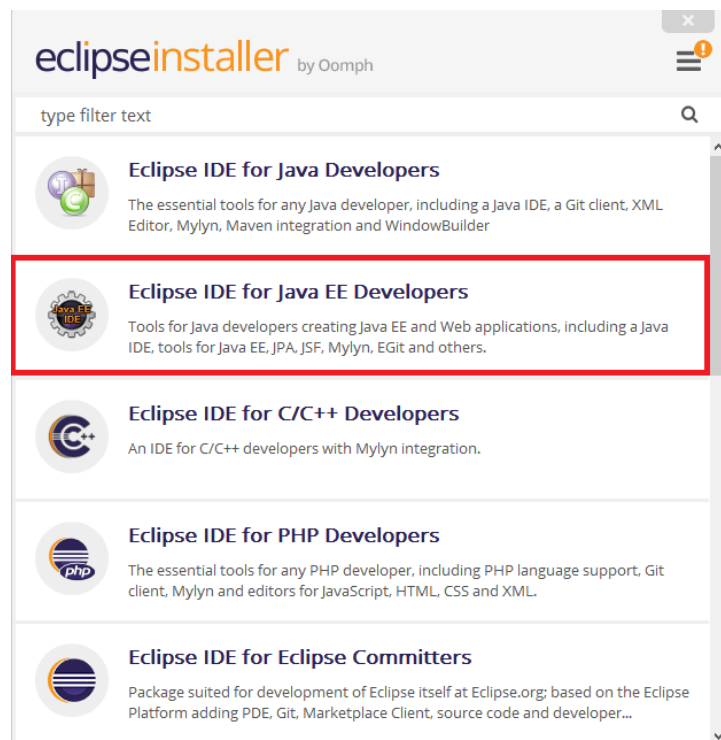 eclipseinstaller by Oomph
type filter text
Eclipse IDE for Java Developers
The essential tools for any Java developer, including a Java IDE, a Git client, XML
Editor, Mylyn, Maven integration and WindowBuilder
Java EE
IDE
Eclipse IDE for Java EE Developers
Tools for Java developers creating Java EE and Web applications, including a Java
IDE, tools for Java EE, JPA, JSF, Mylyn, EGit and others.
C++
Eclipse IDE for C/C++ Developers
An IDE for C/C++ developers with Mylyn integration.
php
Eclipse IDE for PHP Developers
The essential tools for any PHP developer, including PHP language support, Git
client, Mylyn and editors for JavaScript, HTML, CSS and XML.
Eclipse IDE for Eclipse Committers
Package suited for development of Eclipse itself at Eclipse.org; based on the Eclipse
Platform adding PDE, Git, Marketplace Client, source code and developer...